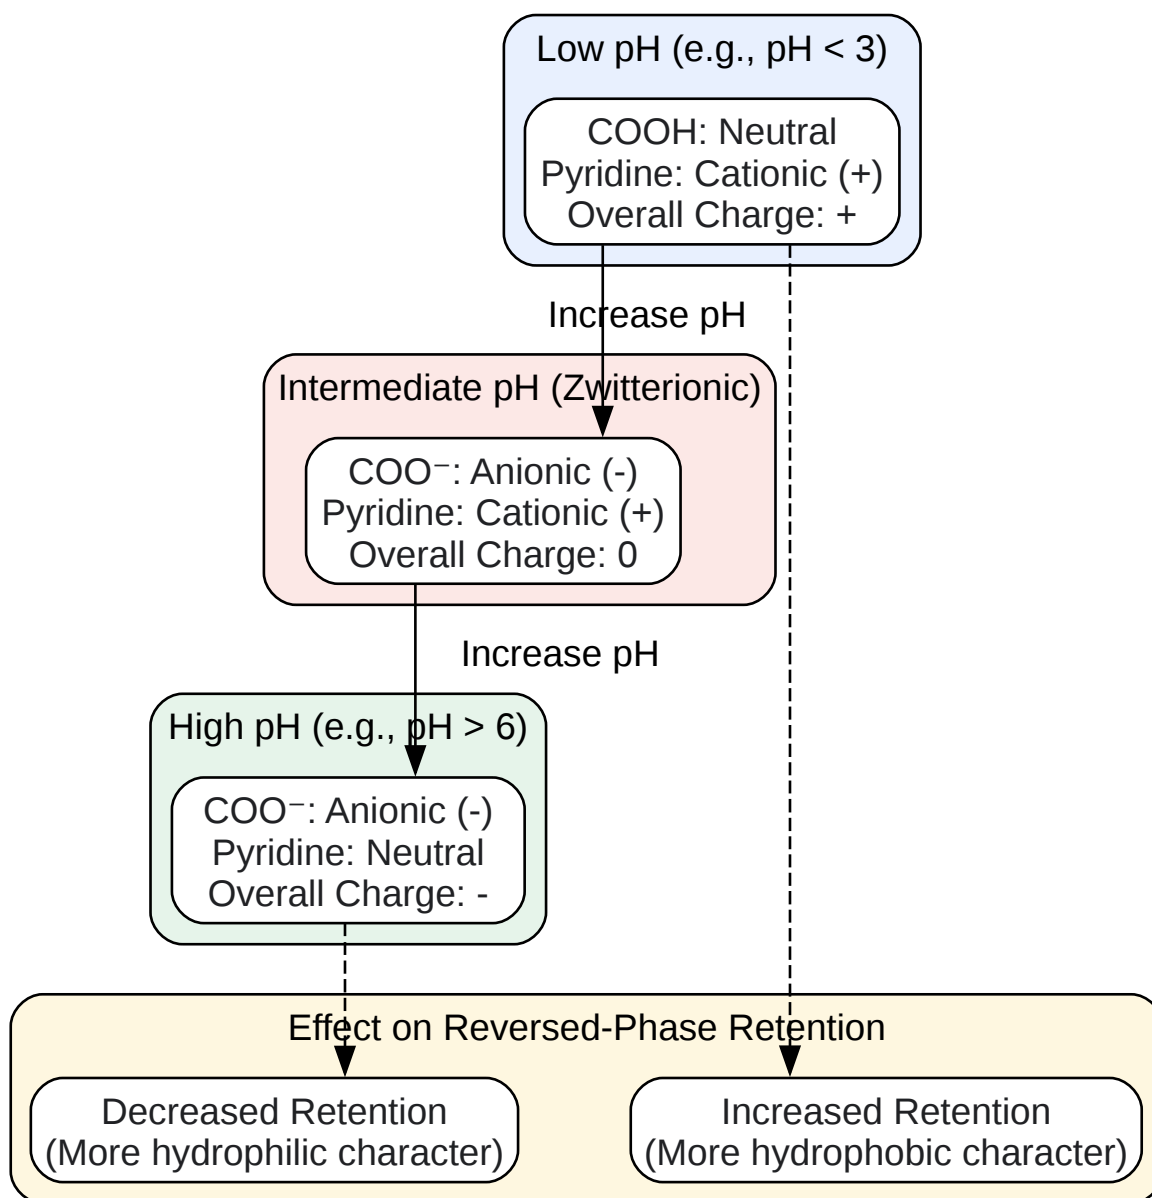 Low pH (e.g., pH < 3)
COOH: Neutral
Pyridine: Cationic (+)
Overall Charge: +
Increase pH
Intermediate pH (Zwitterionic)
COO⁻: Anionic (-)
Pyridine: Cationic (+)
Overall Charge: 0
Increase pH
High pH (e.g., pH > 6)
COO⁻: Anionic (-)
Pyridine: Neutral
Overall Charge: -
Effect on Reversed-Phase Retention
Decreased Retention
(More hydrophilic character)
Increased Retention
(More hydrophobic character)